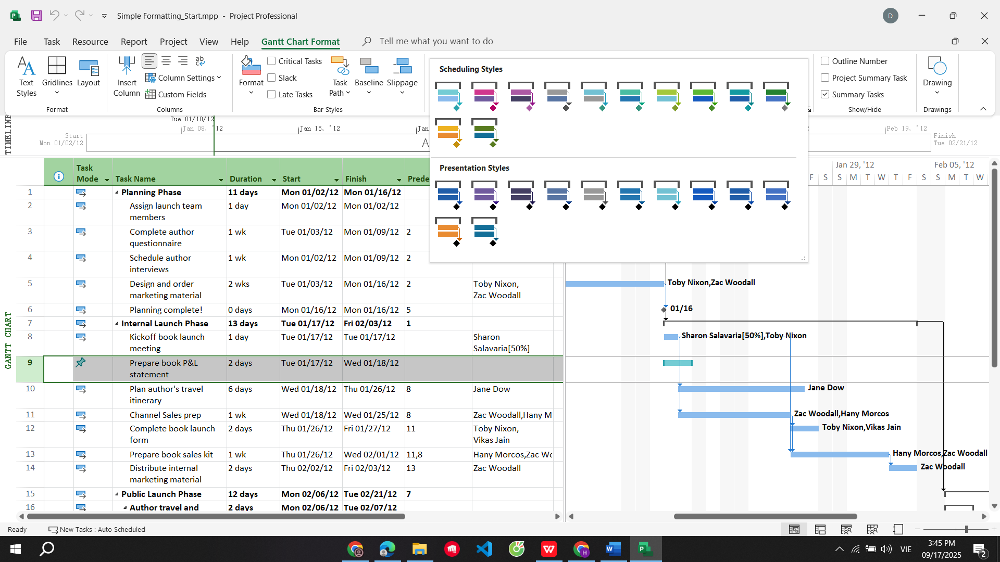 Simple Formatting_Start.mpp - Project Professional
D
File Task Resource Report Project View Help Gantt Chart Format Tell me what you want to do
Text Styles
Gridlines
Layout
Format
Insert Column
Column Settings
Custom Fields
Columns
Format
Critical Tasks
Slack
Late Tasks
Task Path
Baseline
Slippage
Bar Styles
Scheduling Styles
Presentation Styles
Outline Number
Project Summary Task
Summary Tasks
Show/Hide
Drawing
Drawings
TIMELINE
Tue 01/10/12
Jan 08, '12
Jan 15, '12
Jan
Feb 19, '12
Start
Mon 01/02/12
A
Finish
Tue 02/21/12
GANTT CHART
Task Mode Task Name Duration Start Finish Prede
Jan 29, '12 Feb 05, '12
F S S M T W T F S S M T W
1 Planning Phase 11 days Mon 01/02/12 Mon 01/16/12
2 Assign launch team members 1 day Mon 01/02/12 Mon 01/02/12
3 Complete author questionnaire 1 wk Tue 01/03/12 Mon 01/09/12 2
4 Schedule author interviews 1 wk Mon 01/02/12 Mon 01/09/12 2
5 Design and order marketing material 2 wks Tue 01/03/12 Mon 01/16/12 2 Toby Nixon, Zac Woodall
6 Planning complete! 0 days Mon 01/16/12 Mon 01/16/12 5
7 Internal Launch Phase 13 days Tue 01/17/12 Fri 02/03/12 1
8 Kickoff book launch meeting 1 day Tue 01/17/12 Tue 01/17/12 Sharon Salavaria[50%]
9 Prepare book P&L statement 2 days Tue 01/17/12 Wed 01/18/12
10 Plan author's travel itinerary 6 days Wed 01/18/12 Thu 01/26/12 8 Jane Dow
11 Channel Sales prep 1 wk Wed 01/18/12 Wed 01/25/12 8 Zac Woodall,Hany M
12 Complete book launch form 2 days Thu 01/26/12 Fri 01/27/12 11 Toby Nixon, Vikas Jain
13 Prepare book sales kit 1 wk Thu 01/26/12 Wed 02/01/12 11,8 Hany Morcos,Zac Wo
14 Distribute internal marketing material 2 days Thu 02/02/12 Fri 02/03/12 13 Zac Woodall
15 Public Launch Phase 12 days Mon 02/06/12 Tue 02/21/12 7
16 Author travel and 2 days Mon 02/06/12 Tue 02/07/12
Toby Nixon,Zac Woodall
01/16
Sharon Salavaria[50%],Toby Nixon
Jane Dow
Zac Woodall,Hany Morcos
Toby Nixon,Vikas Jain
Hany Morcos,Zac Woodall
Zac Woodall
Ready New Tasks : Auto Scheduled
VIE
3:45 PM
09/17/2025
2